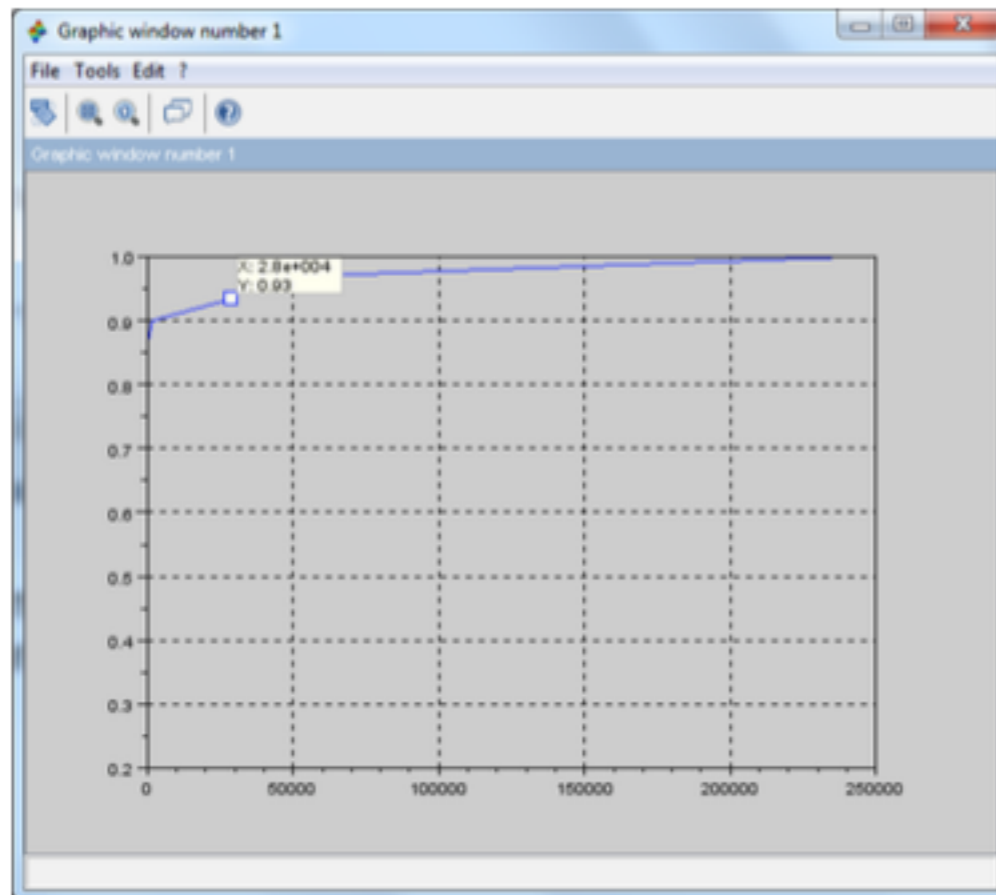 Graphic window number 1
File Tools Edit ?
Graphic window number 1
X: 2.8e+004
Y: 0.93
1.0
0.9
0.8
0.7
0.6
0.5
0.4
0.3
0.2
0 50000 100000 150000 200000 250000